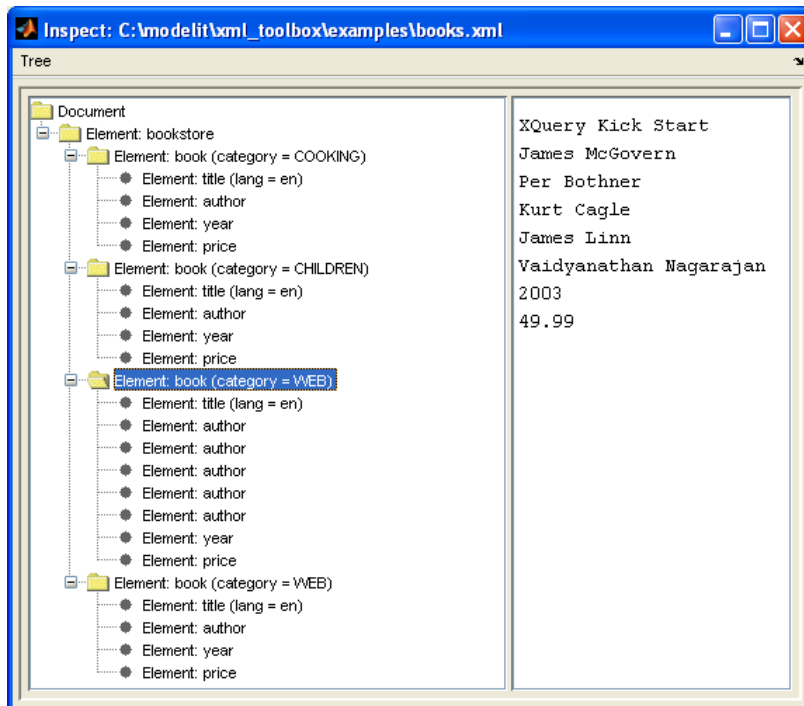 Inspect: C:\modelit\xml_toolbox\examples\books.xml
Tree
Document
Element: bookstore
Element: book (category = COOKING)
Element: title (lang = en)
Element: author
Element: year
Element: price
Element: book (category = CHILDREN)
Element: title (lang = en)
Element: author
Element: year
Element: price
Element: book (category = WEB)
Element: title (lang = en)
Element: author
Element: author
Element: author
Element: author
Element: author
Element: year
Element: price
Element: book (category = WEB)
Element: title (lang = en)
Element: author
Element: year
Element: price
XQuery Kick Start
James McGovern
Per Bothner
Kurt Cagle
James Linn
Vaidyanathan Nagarajan
2003
49.99